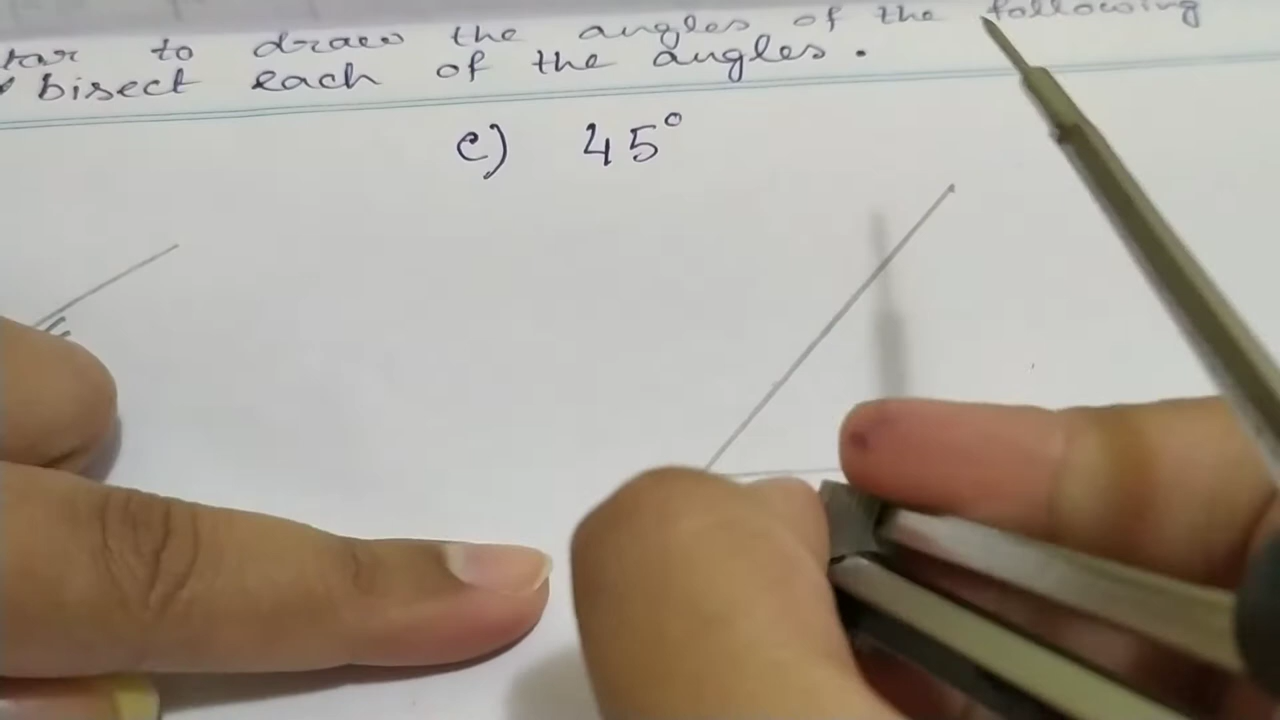 to draw the angles of the following
bisect each of the angles.
c) 45°